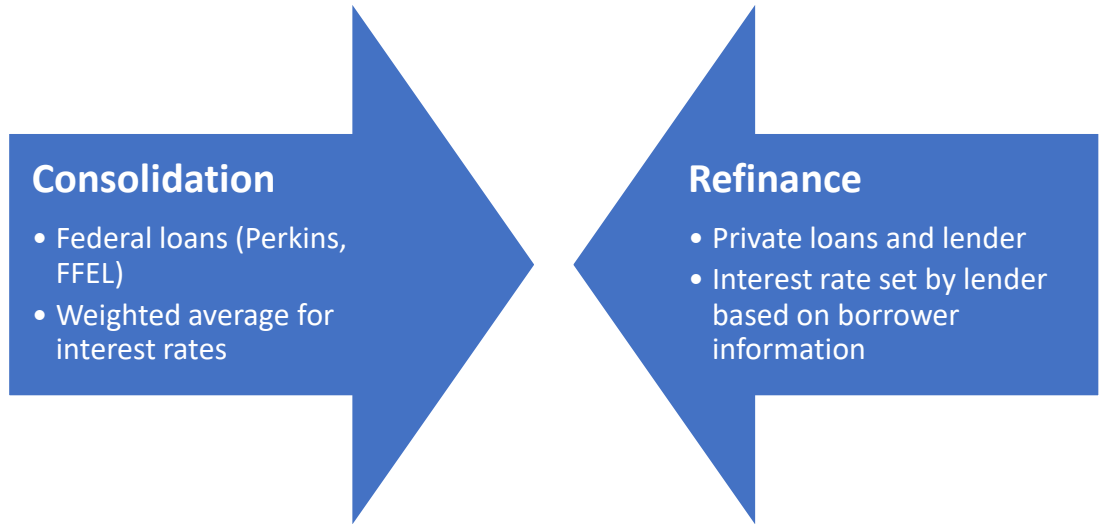 Consolidation
• Federal loans (Perkins,
FFEL)
• Weighted average for
interest rates
Refinance
• Private loans and lender
• Interest rate set by lender
based on borrower
information